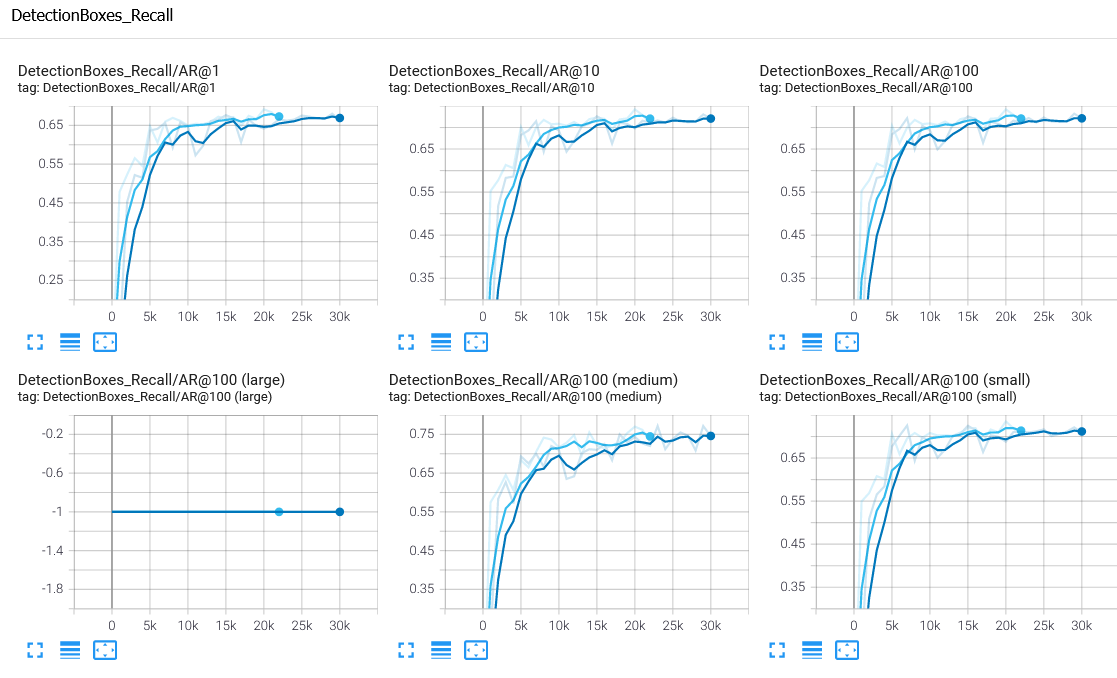 DetectionBoxes_Recall
DetectionBoxes_Recall/AR@1
tag: DetectionBoxes_Recall/AR@1
0.65
0.55
0.45
0.35
0.25
0 5k 10k 15k 20k 25k 30k
DetectionBoxes_Recall/AR@10
tag: DetectionBoxes_Recall/AR@10
0.65
0.55
0.45
0.35
0 5k 10k 15k 20k 25k 30k
DetectionBoxes_Recall/AR@100
tag: DetectionBoxes_Recall/AR@100
0.65
0.55
0.45
0.35
0 5k 10k 15k 20k 25k 30k
DetectionBoxes_Recall/AR@100 (large)
tag: DetectionBoxes_Recall/AR@100 (large)
-0.2
-0.6
-1
-1.4
-1.8
0 5k 10k 15k 20k 25k 30k
DetectionBoxes_Recall/AR@100 (medium)
tag: DetectionBoxes_Recall/AR@100 (medium)
0.75
0.65
0.55
0.45
0.35
0 5k 10k 15k 20k 25k 30k
DetectionBoxes_Recall/AR@100 (small)
tag: DetectionBoxes_Recall/AR@100 (small)
0.65
0.55
0.45
0.35
0 5k 10k 15k 20k 25k 30k